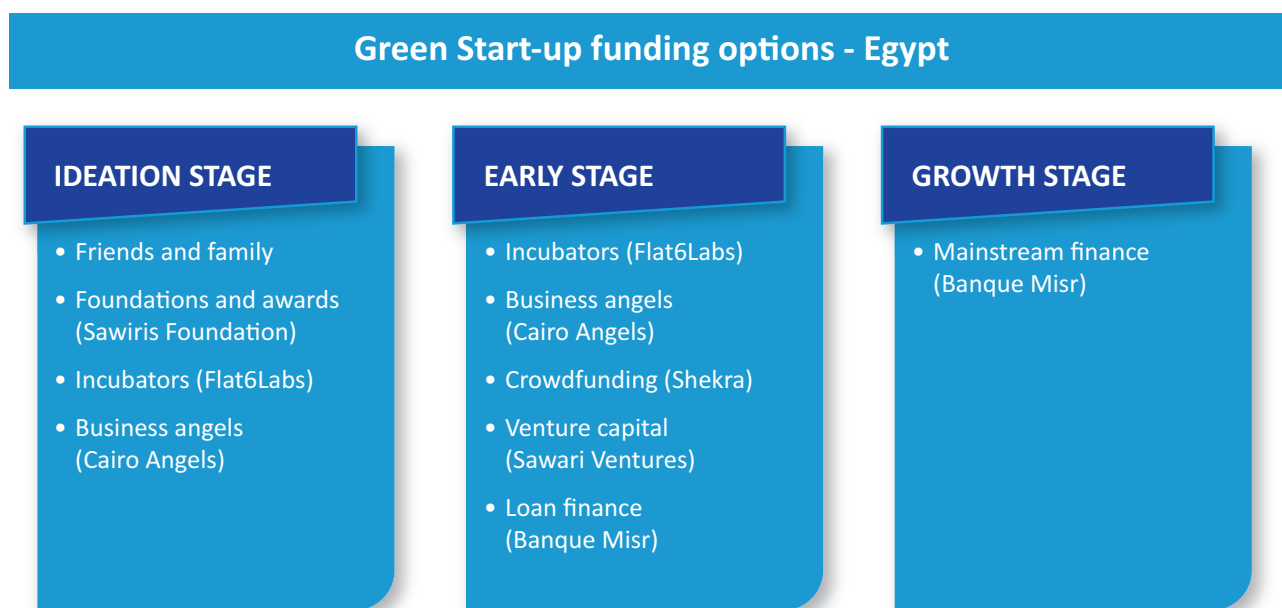 Green Start-up funding options - Egypt
IDEATION STAGE
• Friends and family
• Foundations and awards
(Sawiris Foundation)
• Incubators (Flat6Labs)
• Business angels
(Cairo Angels)
EARLY STAGE
• Incubators (Flat6Labs)
• Business angels
(Cairo Angels)
• Crowdfunding (Shekra)
• Venture capital
(Sawari Ventures)
• Loan finance
(Banque Misr)
GROWTH STAGE
• Mainstream finance
(Banque Misr)